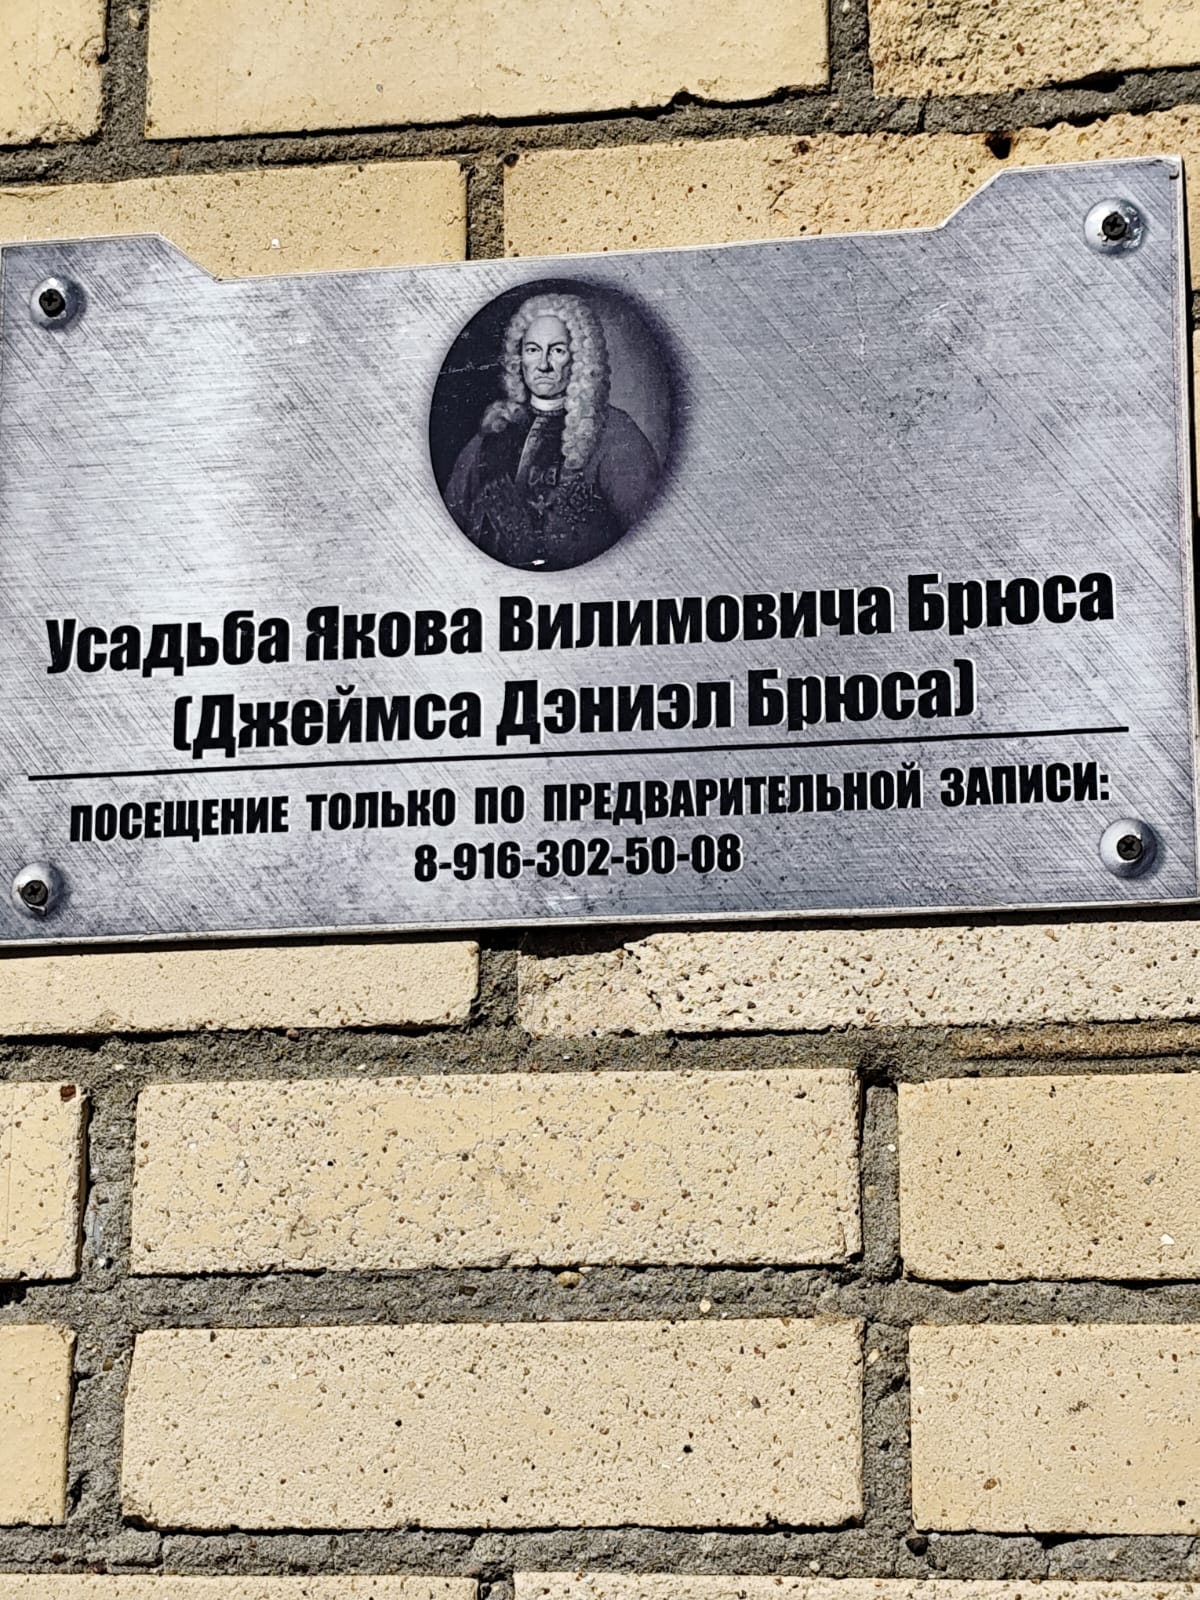 Усадьба Якова Вилимовича Брюса
(Джеймса Дэниэл Брюса)
ПОСЕЩЕНИЕ ТОЛЬКО ПО ПРЕДВАРИТЕЛЬНОЙ ЗАПИСИ:
8-916-302-50-08